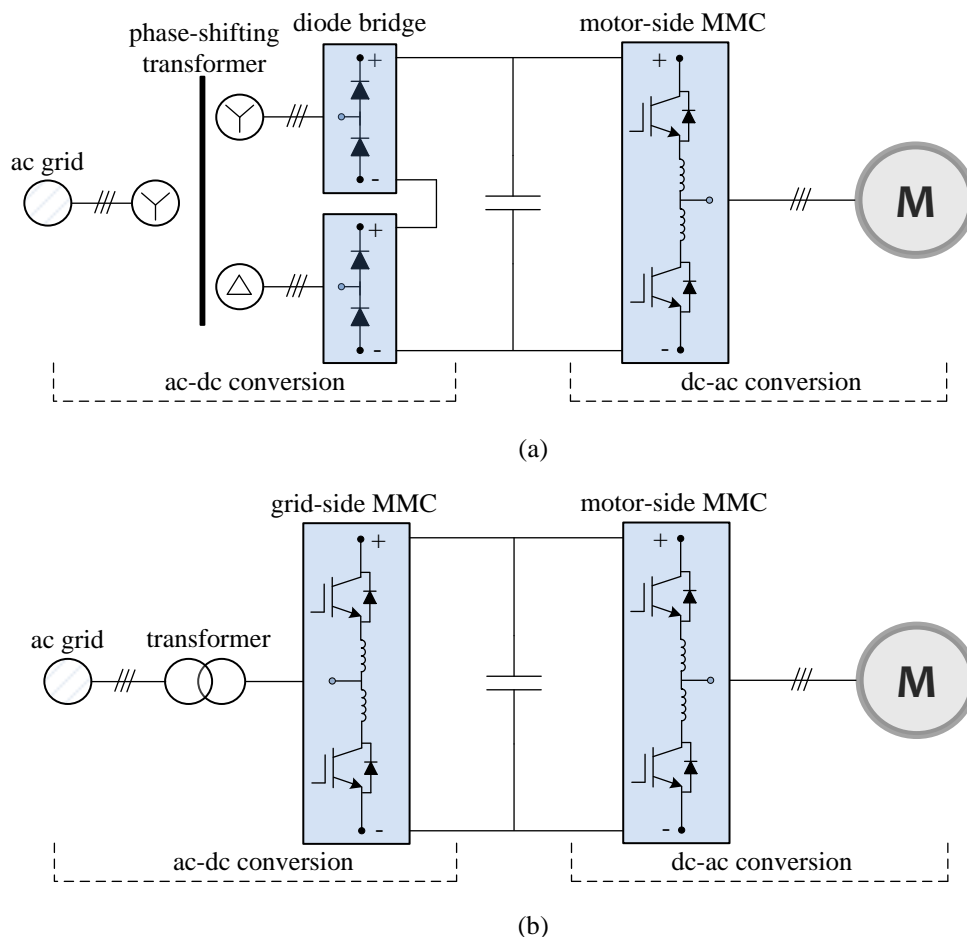 phase-shifting
transformer
diode bridge
motor-side MMC
ac grid
+
-
+
-
+
-
M
ac-dc conversion
dc-ac conversion
(a)
grid-side MMC
motor-side MMC
ac grid
transformer
+
-
+
-
M
ac-dc conversion
dc-ac conversion
(b)